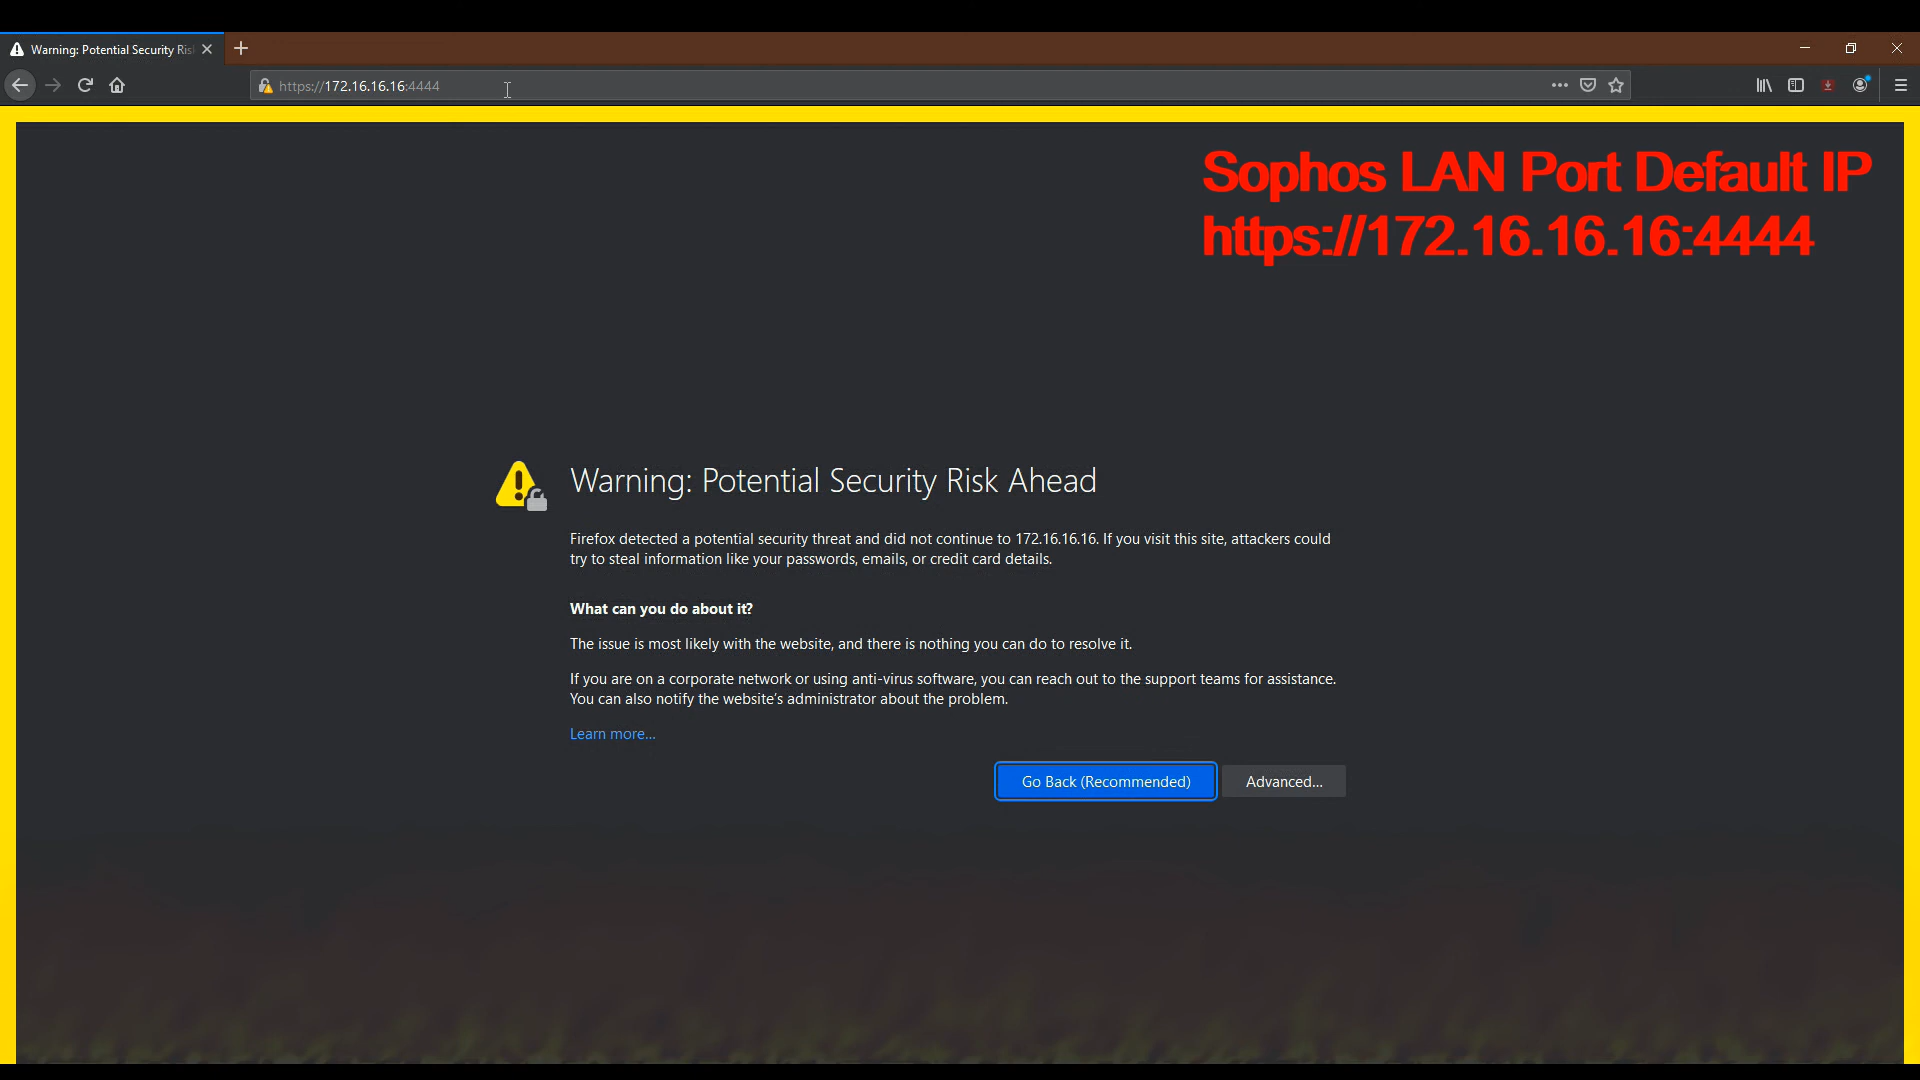 Warning: Potential Security Ris
https://172.16.16.16:4444
Sophos LAN Port Default IP
https://172.16.16.16:4444
Warning: Potential Security Risk Ahead
Firefox detected a potential security threat and did not continue to 172.16.16.16. If you visit this site, attackers could
try to steal information like your passwords, emails, or credit card details.
What can you do about it?
The issue is most likely with the website, and there is nothing you can do to resolve it.
If you are on a corporate network or using anti-virus software, you can reach out to the support teams for assistance.
You can also notify the website's administrator about the problem.
Learn more...
Go Back (Recommended)
Advanced...